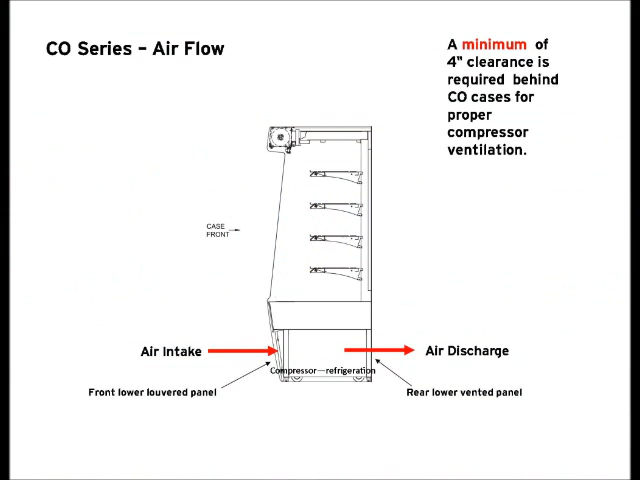 CO Series – Air Flow
A minimum of
4" clearance is
required behind
CO cases for
proper
compressor
ventilation.
CASE
FRONT
Air Intake
Air Discharge
Compressor—refrigeration
Front lower louvered panel
Rear lower vented panel